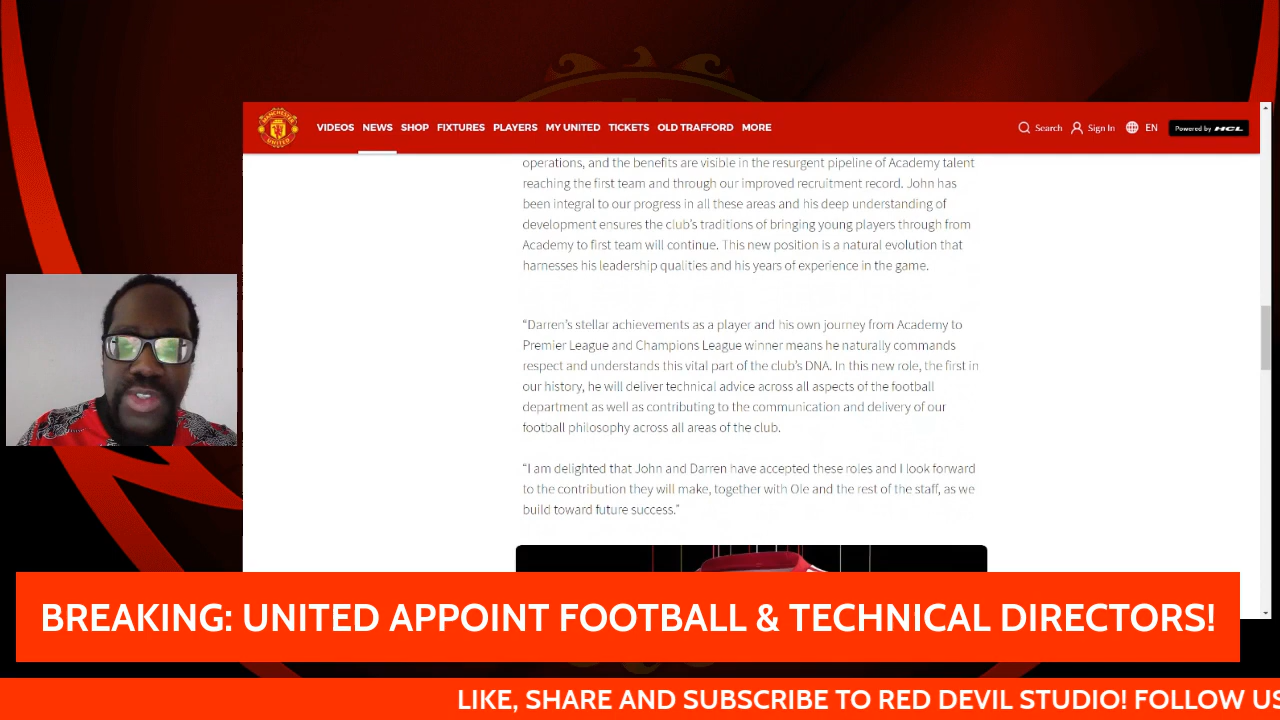 VIDEOS NEWS SHOP FIXTURES PLAYERS MY UNITED TICKETS OLD TRAFFORD MORE Search Sign In EN Powered by HCL
operations, and the benefits are visible in the resurgent pipeline of Academy talent
reaching the first team and through our improved recruitment record. John has
been integral to our progress in all these areas and his deep understanding of
development ensures the club's traditions of bringing young players through from
Academy to first team will continue. This new position is a natural evolution that
harnesses his leadership qualities and his years of experience in the game.
“Darren’s stellar achievements as a player and his own journey from Academy to
Premier League and Champions League winner means he naturally commands
respect and understands this vital part of the club’s DNA. In this new role, the first in
our history, he will deliver technical advice across all aspects of the football
department as well as contributing to the communication and delivery of our
football philosophy across all areas of the club.
“I am delighted that John and Darren have accepted these roles and I look forward
to the contribution they will make, together with Ole and the rest of the staff, as we
build toward future success.”
BREAKING: UNITED APPOINT FOOTBALL & TECHNICAL DIRECTORS!
LIKE, SHARE AND SUBSCRIBE TO RED DEVIL STUDIO! FOLLOW US